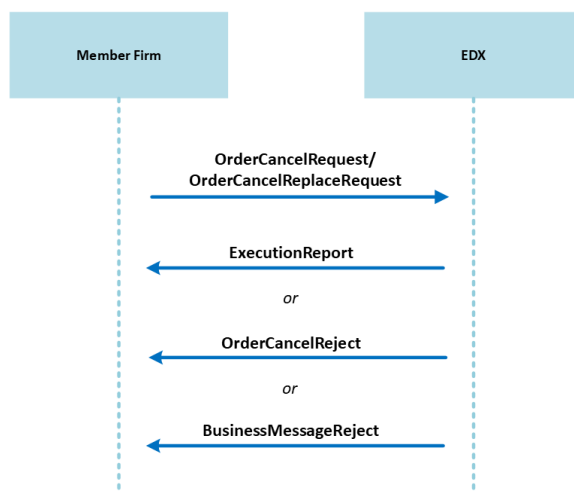 Member Firm
EDX
OrderCancelRequest/
OrderCancelReplaceRequest
ExecutionReport
or
OrderCancelReject
or
BusinessMessageReject